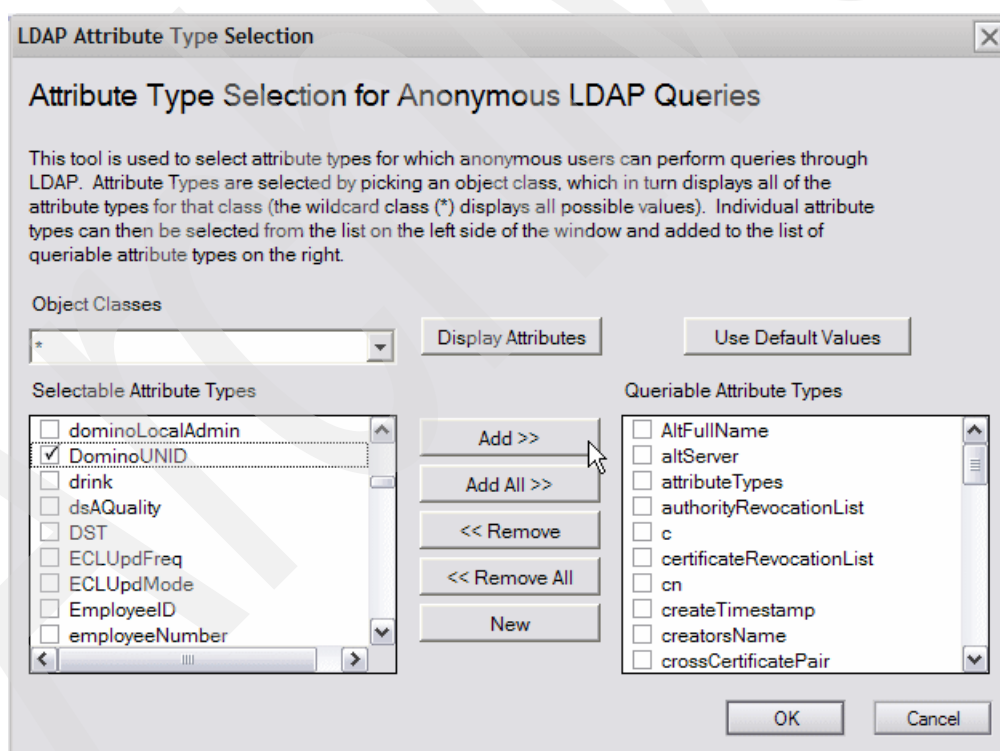 LDAP Attribute Type Selection
Attribute Type Selection for Anonymous LDAP Queries
This tool is used to select attribute types for which anonymous users can perform queries through
LDAP.  Attribute Types are selected by picking an object class, which in turn displays all of the
attribute types for that class (the wildcard class (*) displays all possible values).  Individual attribute
types can then be selected from the list on the left side of the window and added to the list of
queriable attribute types on the right.
Object Classes
*
Display Attributes
Use Default Values
Selectable Attribute Types
dominoLocalAdmin
DominoUNID
drink
dsAQuality
DST
ECLUpdFreq
ECLUpdMode
EmployeeID
employeeNumber
Add >>
Add All >>
<< Remove
<< Remove All
New
Queriable Attribute Types
AltFullName
altServer
attributeTypes
authorityRevocationList
c
certificateRevocationList
cn
createTimestamp
creatorsName
crossCertificatePair
OK
Cancel